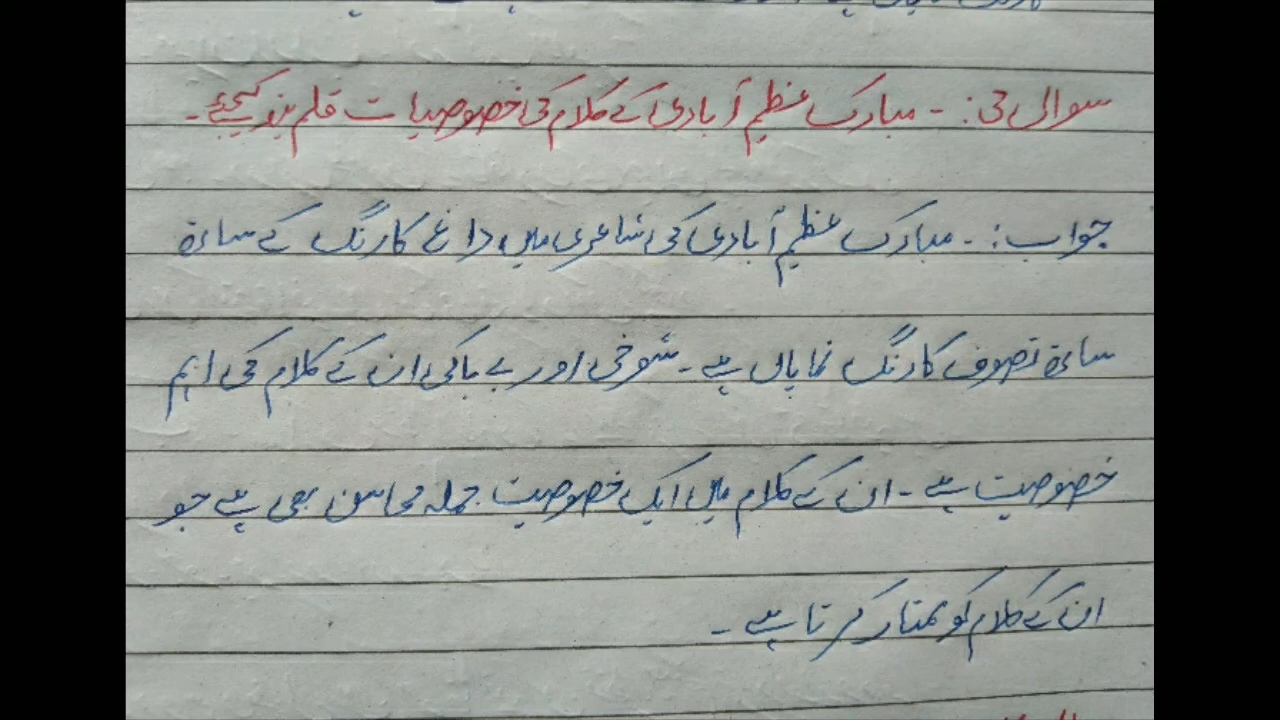 سوال نمبر:۔ مبارک عظیم آبادی کے کلام کی خصوصیات قلم بند کیجئے۔
جواب:۔ مبارک عظیم آبادی کی شاعری میں داغ کا رنگ کے ساتھ
ساتھ تصوف کا رنگ نمایاں ہے۔ شوخی اور بے باکی ان کے کلام کی اہم
خصوصیت ہے۔ ان کے کلام میں ایک خصوصیت جملہ محاسن بھی ہے جو
ان کے کلام کو ممتاز کرتا ہے۔